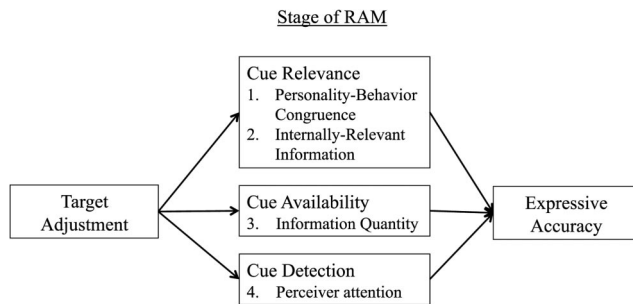 Stage of RAM
Cue Relevance
1. Personality-Behavior
Congruence
2. Internally-Relevant
Information
Target
Adjustment
Cue Availability
3. Information Quantity
Expressive
Accuracy
Cue Detection
4. Perceiver attention